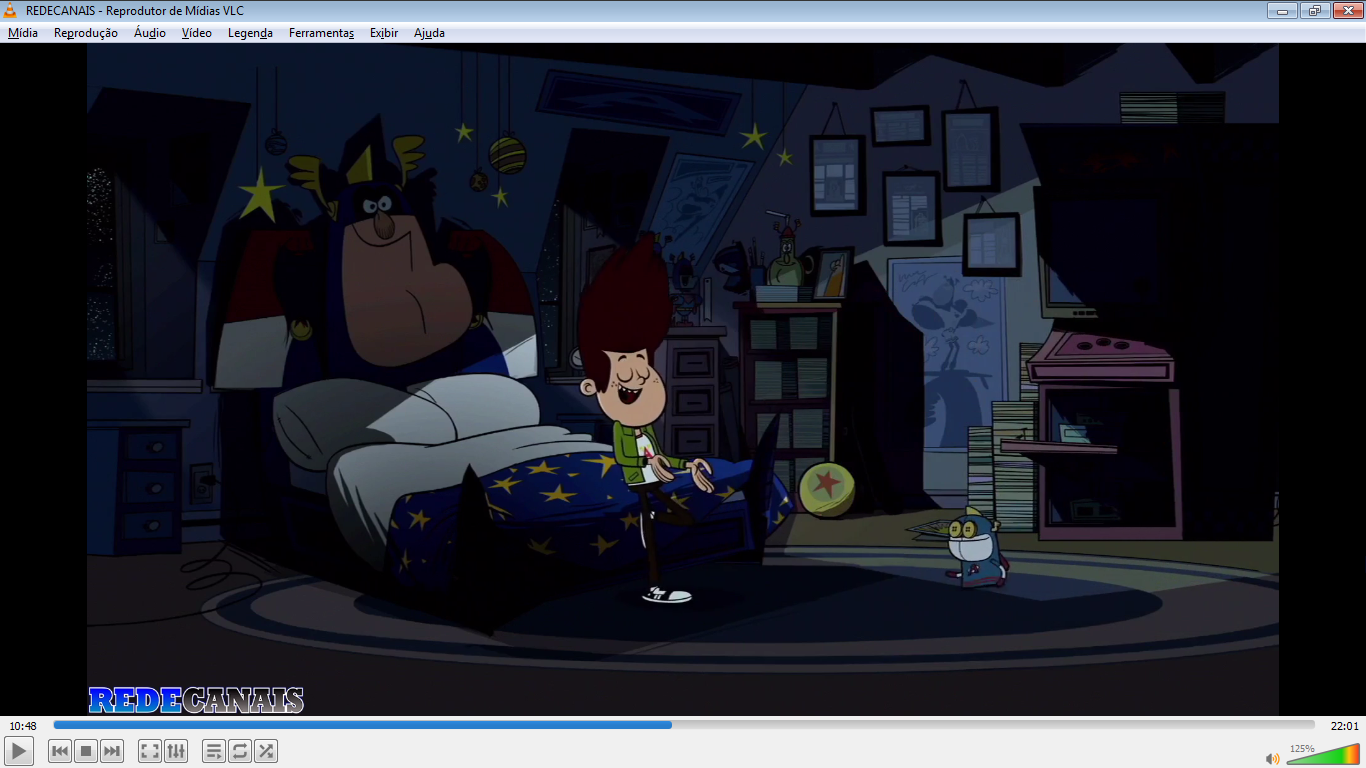 REDECANAIS - Reprodutor de Mídias VLC
Mídia Reprodução Áudio Vídeo Legenda Ferramentas Exibir Ajuda
REDECANAIS
10:48 22:01
125%